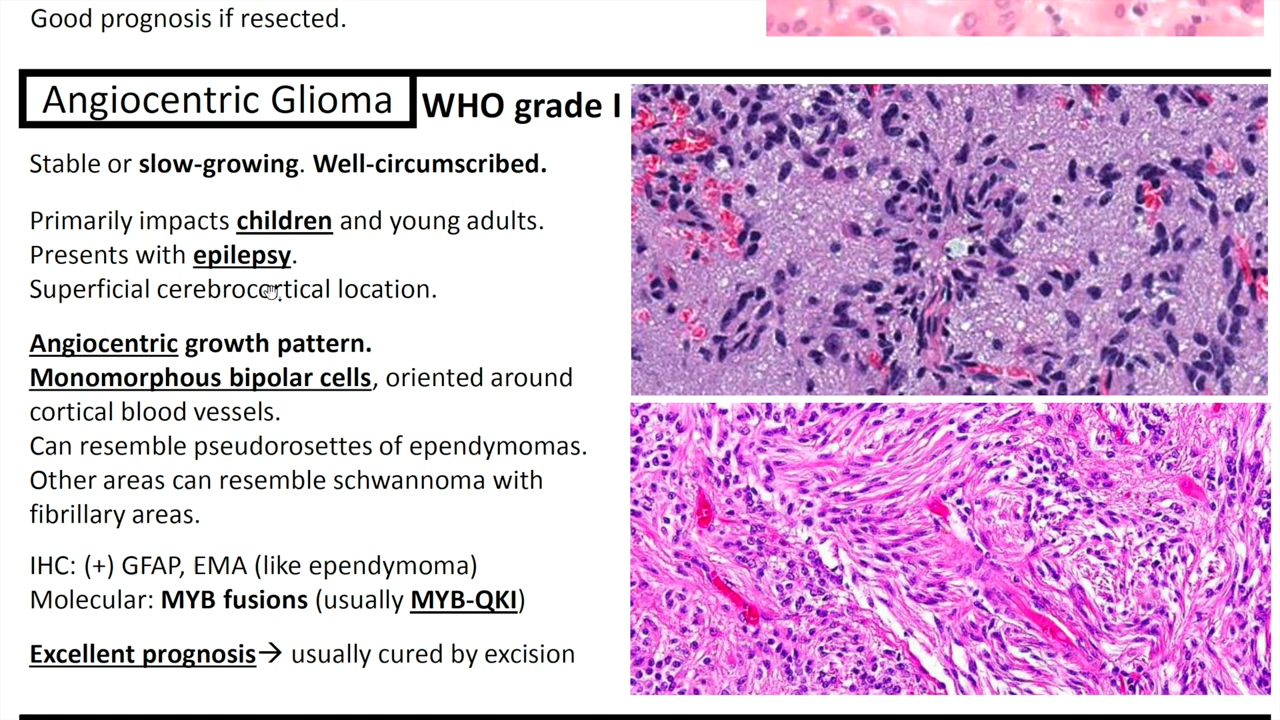 Good prognosis if resected.
Angiocentric Glioma WHO grade I
Stable or slow-growing. Well-circumscribed.
Primarily impacts children and young adults.
Presents with epilepsy.
Superficial cerebrocortical location.
Angiocentric growth pattern.
Monomorphous bipolar cells, oriented around
cortical blood vessels.
Can resemble pseudorosettes of ependymomas.
Other areas can resemble schwannoma with
fibrillary areas.
IHC: (+) GFAP, EMA (like ependymoma)
Molecular: MYB fusions (usually MYB-QKI)
Excellent prognosis→ usually cured by excision